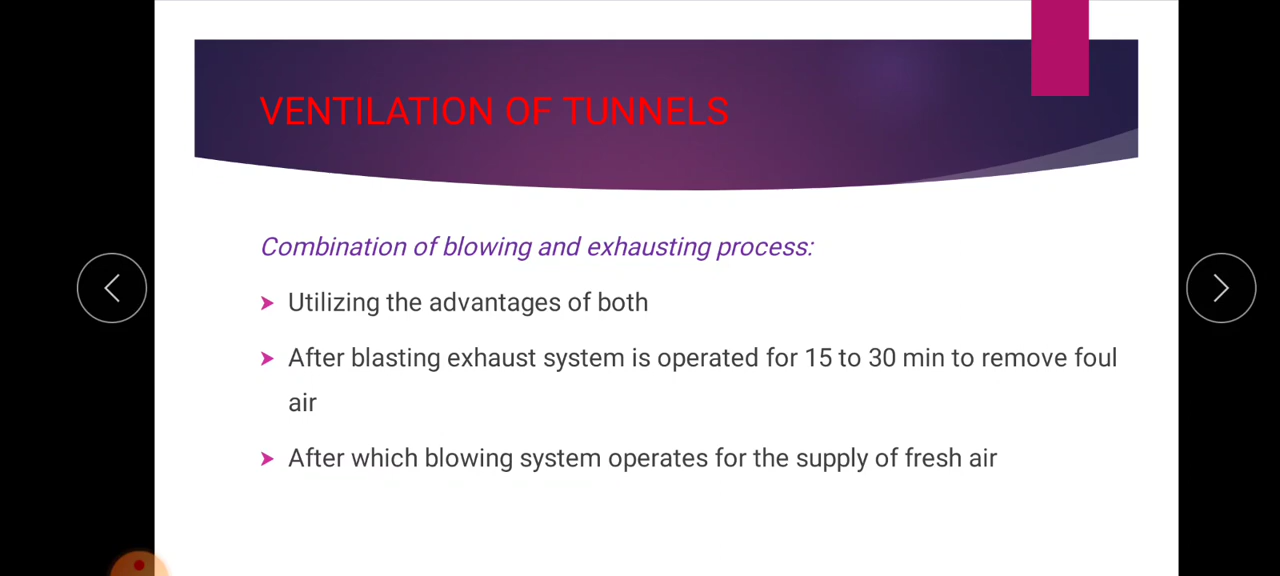 VENTILATION OF TUNNELS
Combination of blowing and exhausting process:
Utilizing the advantages of both
After blasting exhaust system is operated for 15 to 30 min to remove foul
air
After which blowing system operates for the supply of fresh air